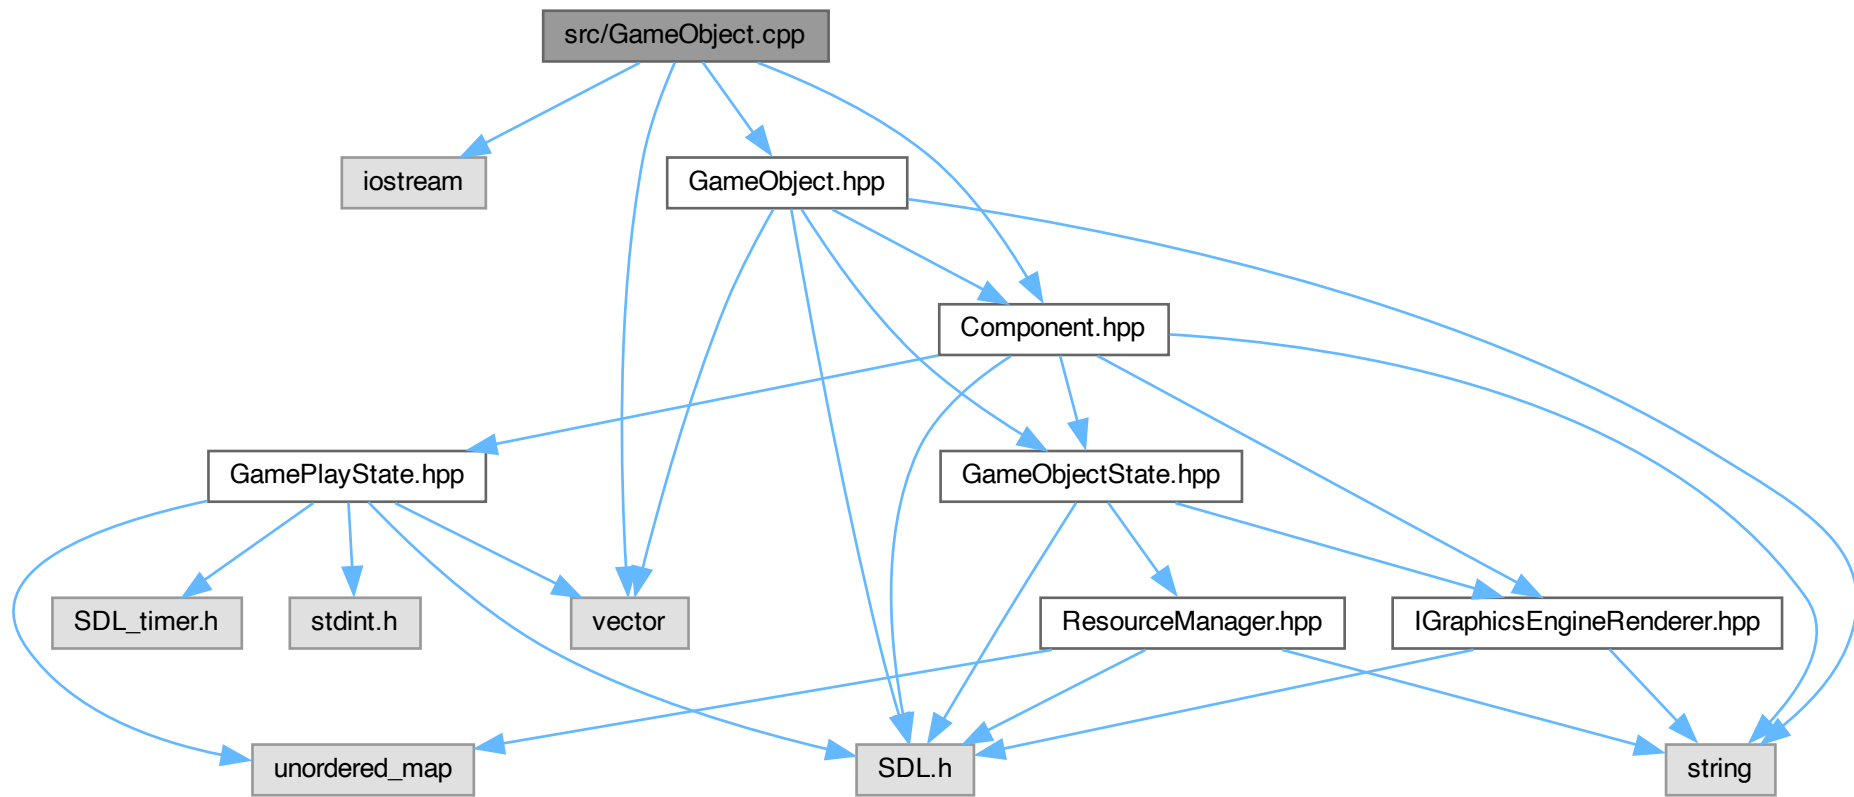 src/GameObject.cpp
iostream
GameObject.hpp
Component.hpp
GamePlayState.hpp
GameObjectState.hpp
SDL_timer.h
stdint.h
vector
ResourceManager.hpp
IGraphicsEngineRenderer.hpp
unordered_map
SDL.h
string